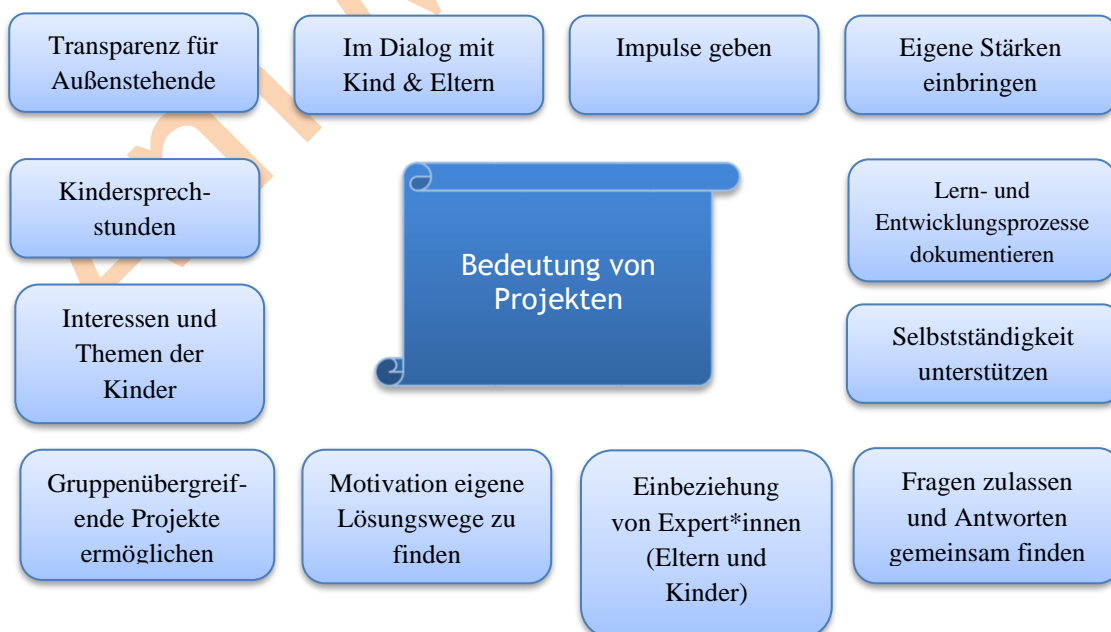 Transparenz für
Außenstehende
Im Dialog mit
Kind & Eltern
Impulse geben
Eigene Stärken
einbringen
Kindersprech-
stunden
Bedeutung von
Projekten
Lern- und
Entwicklungsprozesse
dokumentieren
Interessen und
Themen der
Kinder
Selbstständigkeit
unterstützen
Gruppenübergreif-
ende Projekte
ermöglichen
Motivation eigene
Lösungswege zu
finden
Einbeziehung
von Expert*innen
(Eltern und
Kinder)
Fragen zulassen
und Antworten
gemeinsam finden